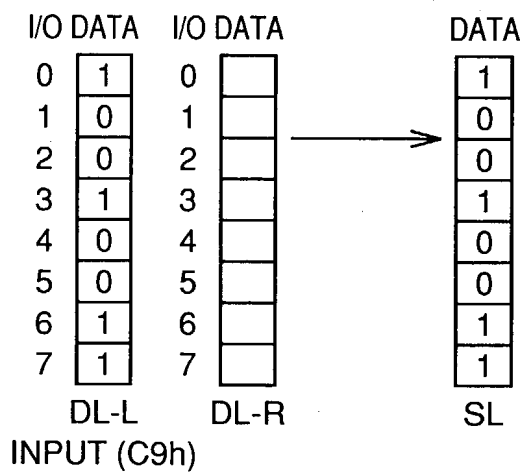 I/O DATA I/O DATA DATA
0 1 0 1
1 0 1 0
2 0 2 0
3 1 3 1
4 0 4 0
5 0 5 0
6 1 6 1
7 1 7 1
DL-L DL-R SL
INPUT (C9h)